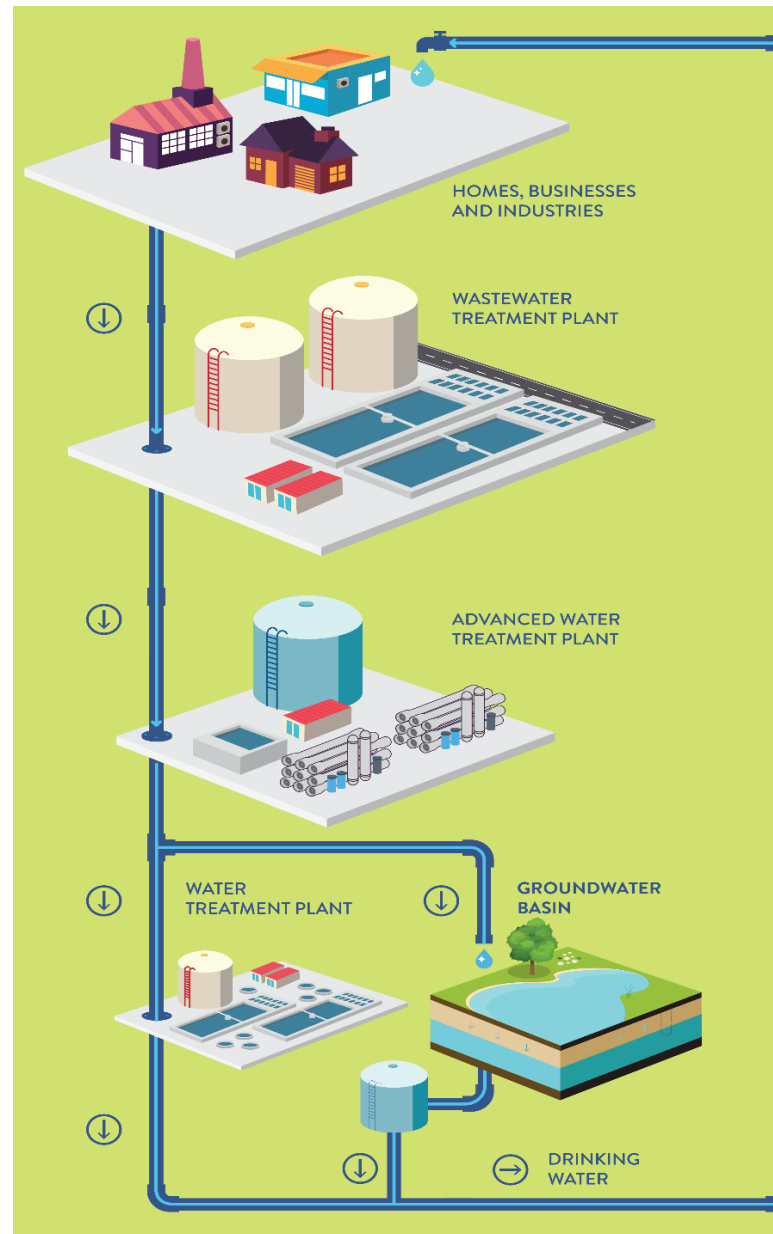 HOMES, BUSINESSES
AND INDUSTRIES
WASTEWATER
TREATMENT PLANT
ADVANCED WATER
TREATMENT PLANT
WATER
TREATMENT PLANT
GROUNDWATER
BASIN
DRINKING
WATER